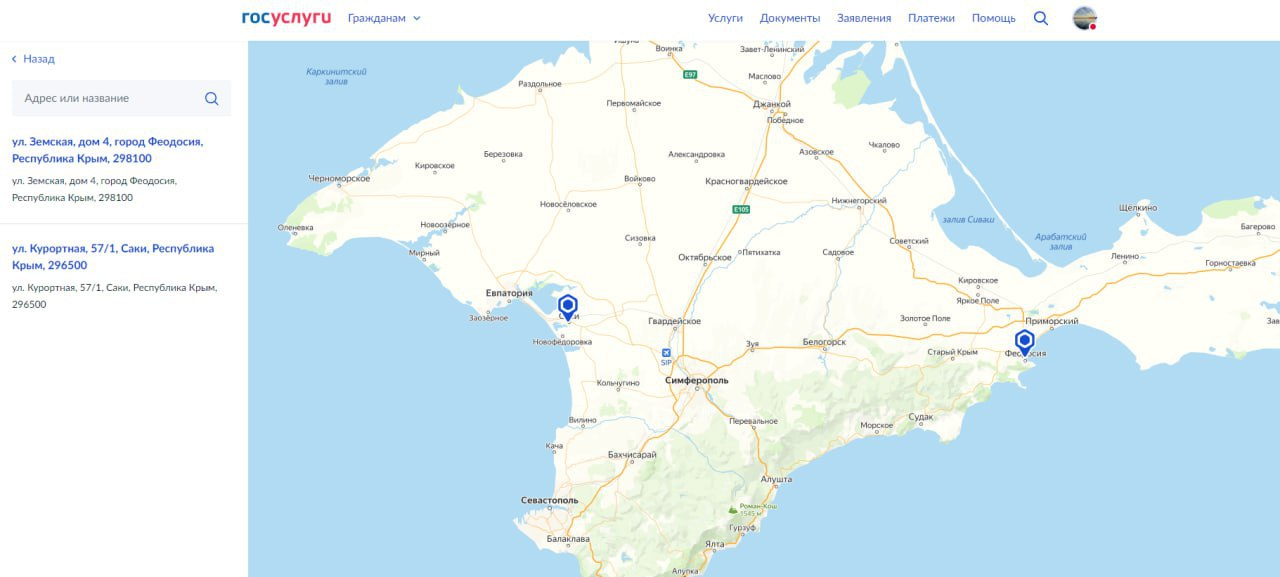 госуслуги
Гражданам
Услуги
Документы
Заявления
Платежи
Помощь
Назад
Адрес или название
ул. Земская, дом 4, город Феодосия,
Республика Крым, 298100
ул. Земская, дом 4, город Феодосия,
Республика Крым, 298100
ул. Курортная, 57/1, Саки, Республика
Крым, 296500
ул. Курортная, 57/1, Саки, Республика Крым,
296500
Воинка
Завет-Ленинский
Каркинитский
залив
E97
Маслово
Раздольное
Первомайское
Джанкой
Победное
Чкалово
Березовка
Александровка
Азовское
Кировское
Черноморское
Войково
Красногвардейское
Новосёловское
E105
Нижнегорский
Щёлкино
залив Сиваш
Оленевка
Новоозёрное
Багерово
Сизовка
Арабатский
залив
Советский
Мирный
Октябрьское
Пятихатка
Садовое
Ленино
Горностаевка
Кировское
Евпатория
Яркое Поле
Заозёрное
Гвардейское
Золотое Поле
Приморский
Новофёдоровка
SIP
Зуя
Белогорск
Старый Крым
Феодосия
Симферополь
Кольчугино
Вилино
Перевальное
Судак
Морское
Кача
Бахчисарай
Алушта
Севастополь
Роман-Кош
1545 м
Гурзуф
Балаклава
Ялта
Алупка